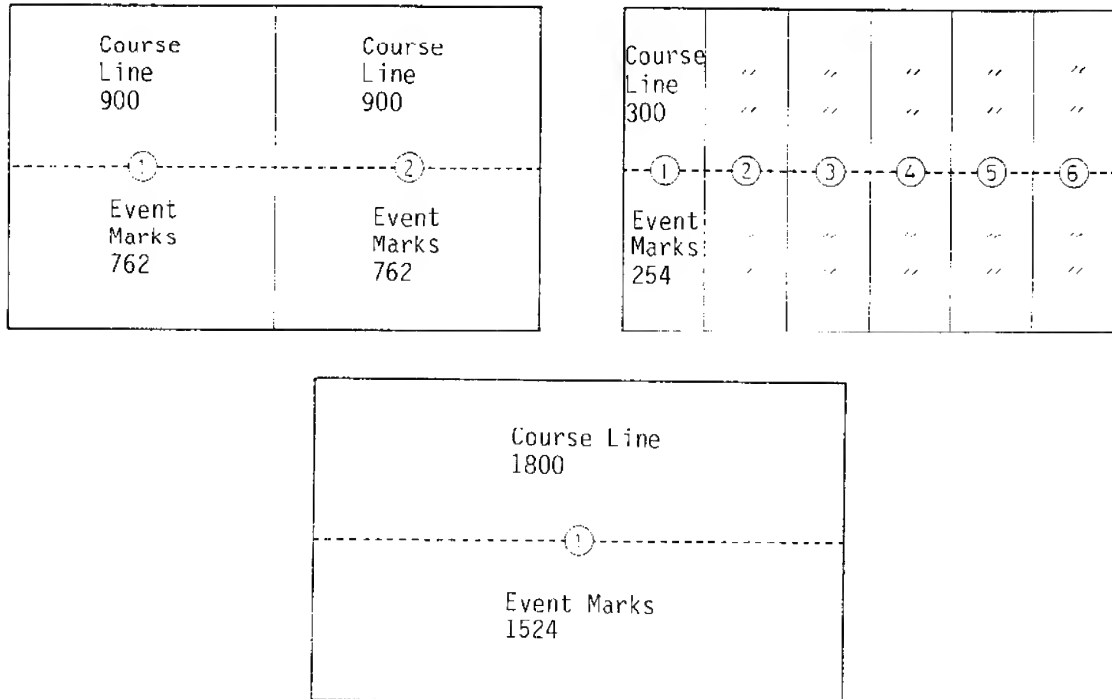 Course
Line
900
Course
Line
900
1
2
Event
Marks
762
Event
Marks
762
Course
Line
300
" " " " "
" " " " "
1 2 3 4 5 6
Event
Marks
254
" " " " "
" " " " "
Course Line
1800
1
Event Marks
1524